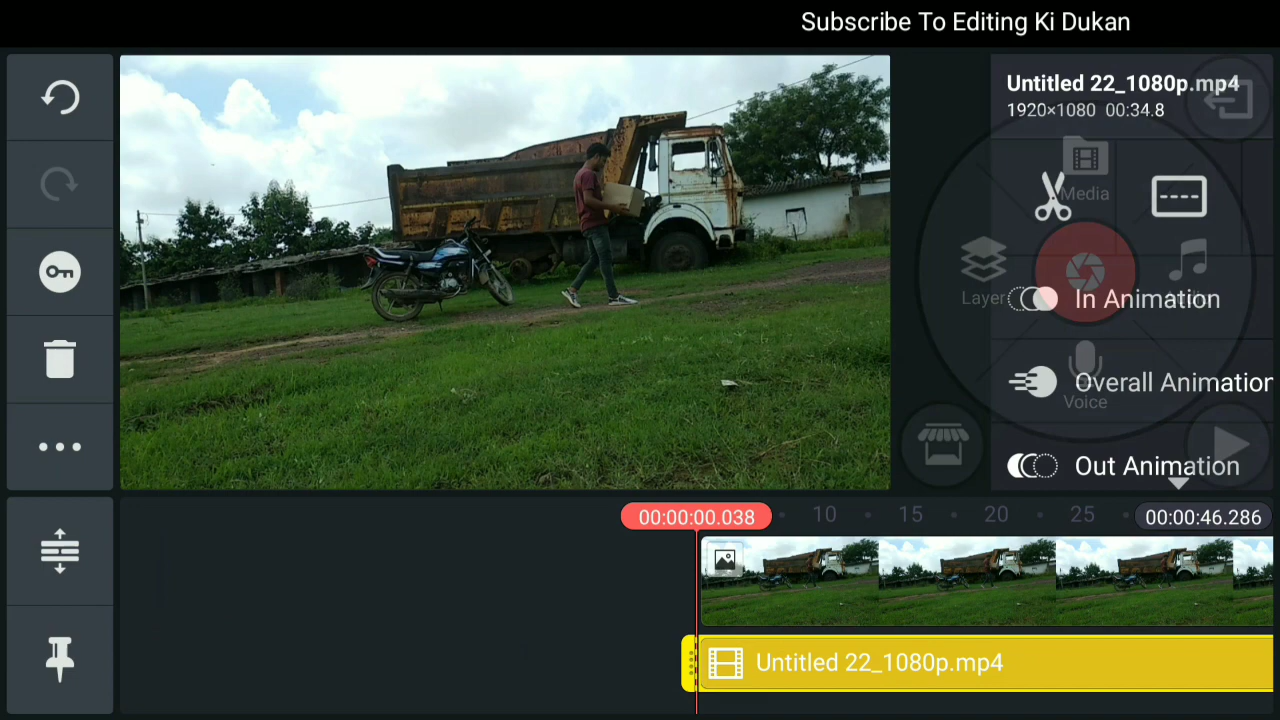 Subscribe To Editing Ki Dukan
Untitled 22_1080p.mp4
1920×1080 00:34.8
Media
Layer
Audio
In Animation
Overall Animation
Voice
Out Animation
00:00:00.038
10
15
20
25
00:00:46.286
Untitled 22_1080p.mp4